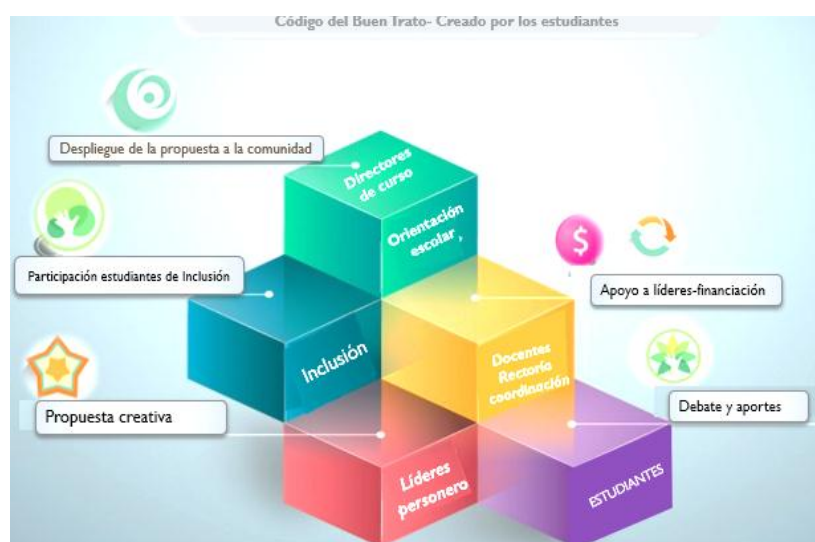 Código del Buen Trato- Creado por los estudiantes
Despliegue de la propuesta a la comunidad
Directores
de curso
Orientación
escolar ,
Participación estudiantes de Inclusión
$
Apoyo a líderes-financiación
Inclusión
Docentes
Rectoría
coordinación
Propuesta creativa
Debate y aportes
Líderes
personero
ESTUDIANTES